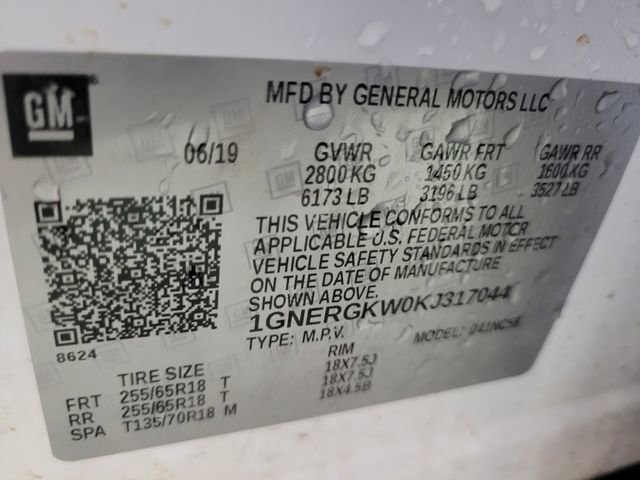 GM
MFD BY GENERAL MOTORS LLC
06/19 GVWR GAWR FRT GAWR RR
2800 KG 1450 KG 1600 KG
6173 LB 3196 LB 3527 LB
THIS VEHICLE CONFORMS TO ALL
APPLICABLE U.S. FEDERAL MOTOR
VEHICLE SAFETY STANDARDS IN EFFECT
ON THE DATE OF MANUFACTURE
SHOWN ABOVE.
1GNERGKW0KJ317044
8624 TYPE: M.P.V. MODEL:
TIRE SIZE RIM
FRT 255/65R18 T 18X7.5J
RR 255/65R18 T 18X7.5J
SPA T135/70R18 M 18X4.5B